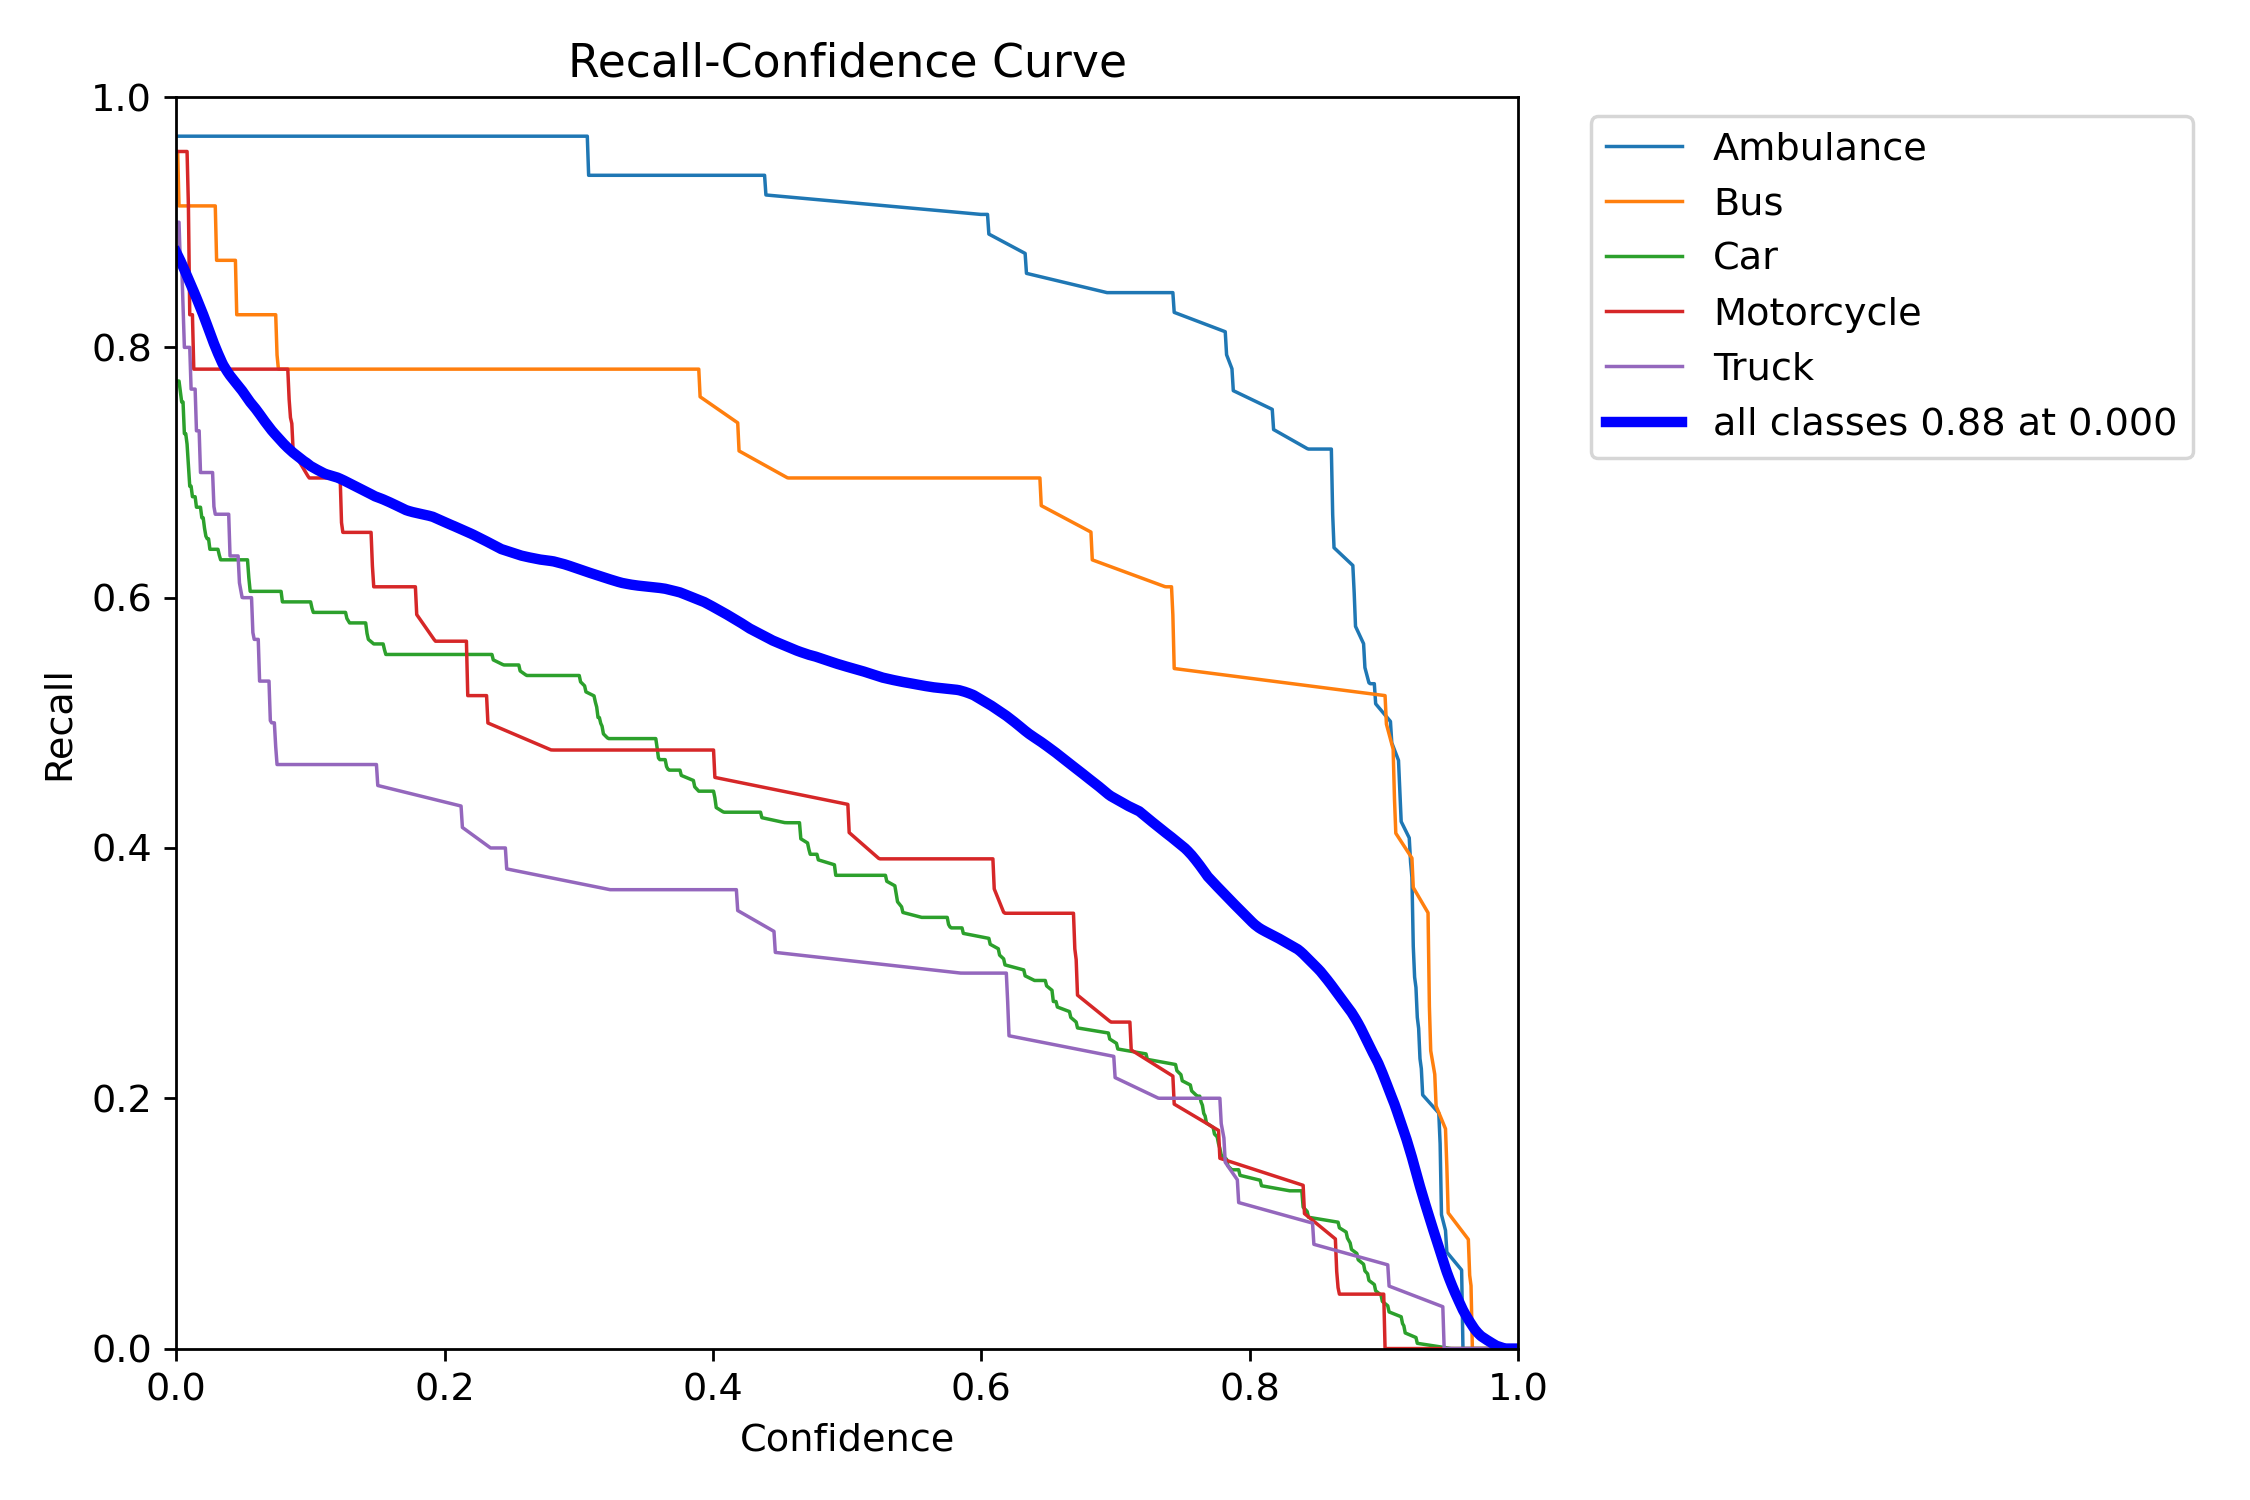 Recall-Confidence Curve
1.0
0.8
0.6
0.4
0.2
0.0
Recall
0.0 0.2 0.4 0.6 0.8 1.0
Confidence
Ambulance
Bus
Car
Motorcycle
Truck
all classes 0.88 at 0.000